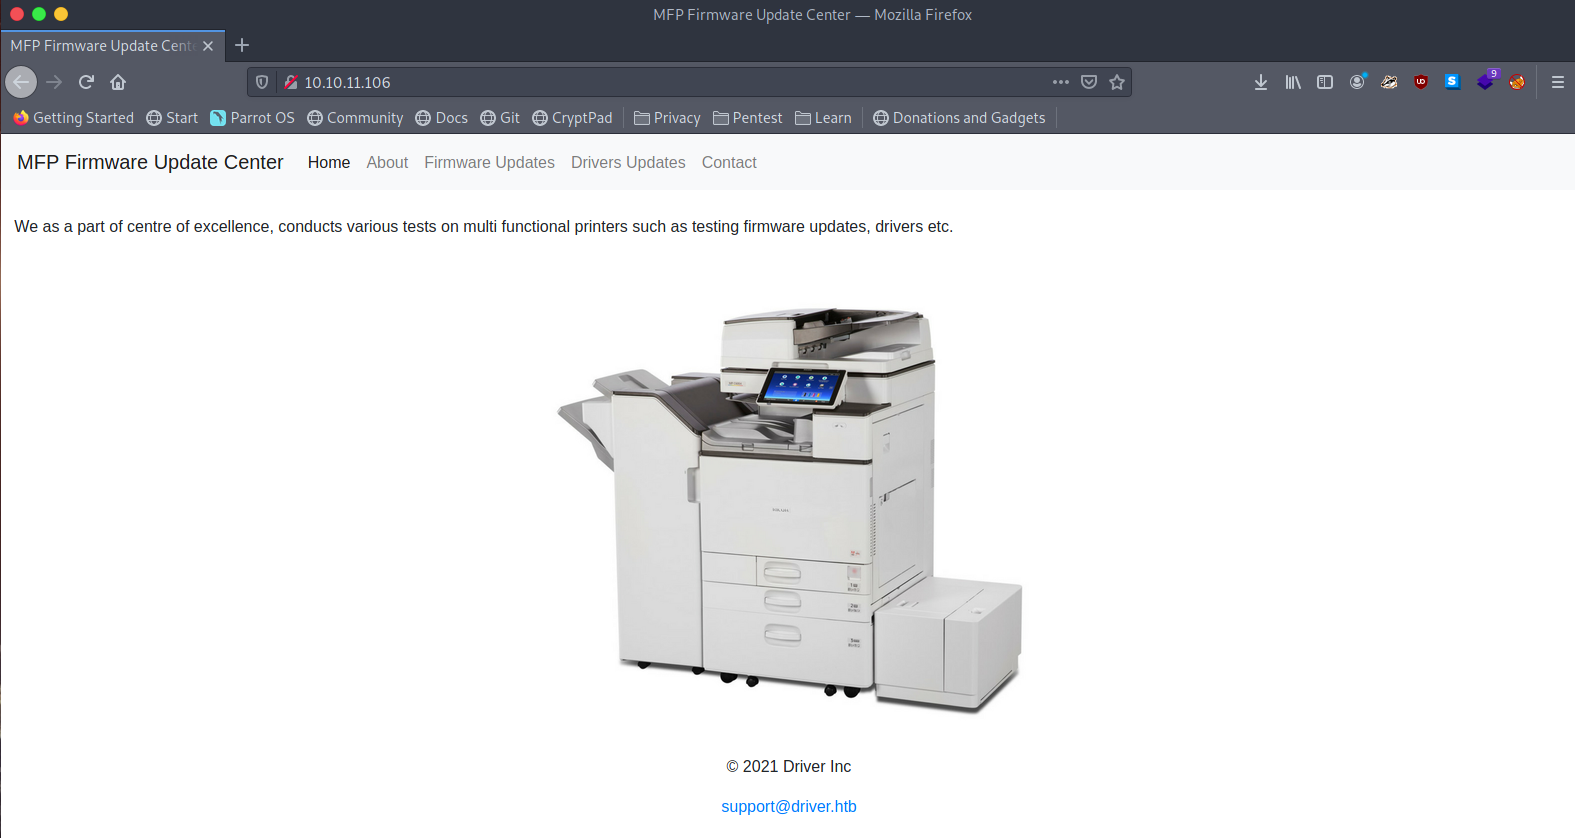 MFP Firmware Update Center — Mozilla Firefox
MFP Firmware Update Cent
10.10.11.106
9
Getting Started Start Parrot OS Community Docs Git CryptPad Privacy Pentest Learn Donations and Gadgets
MFP Firmware Update Center Home About Firmware Updates Drivers Updates Contact
We as a part of centre of excellence, conducts various tests on multi functional printers such as testing firmware updates, drivers etc.
© 2021 Driver Inc
support@driver.htb